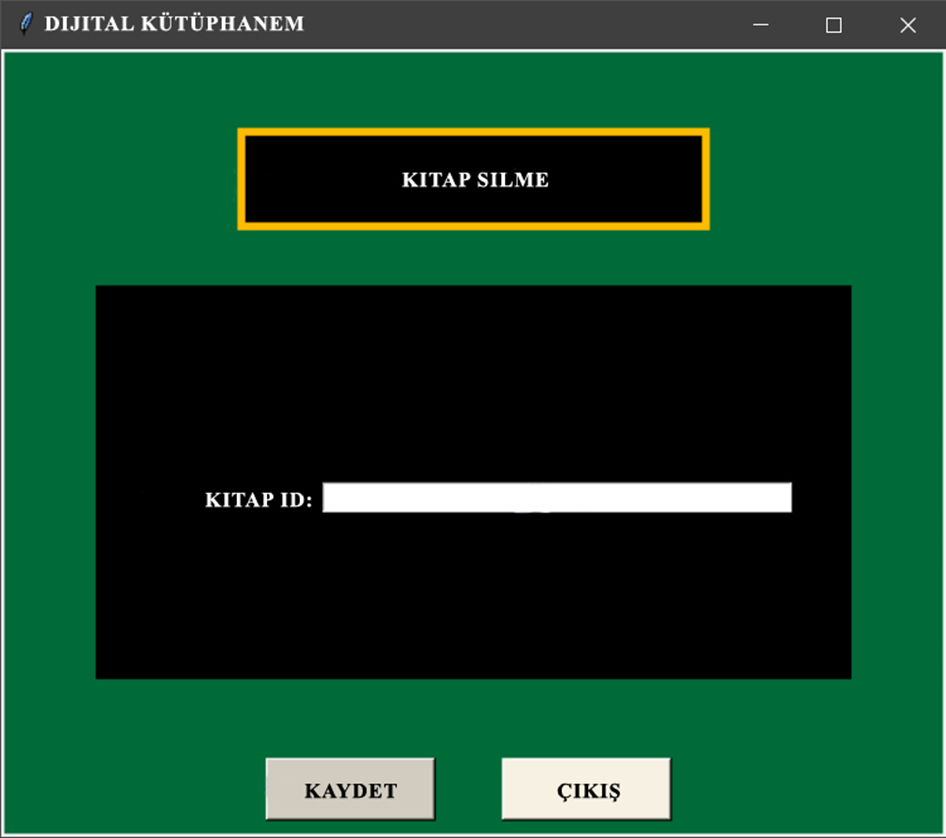 DIJITAL KÜTÜPHANEM
KITAP SILME
KITAP ID:
KAYDET
ÇIKIŞ